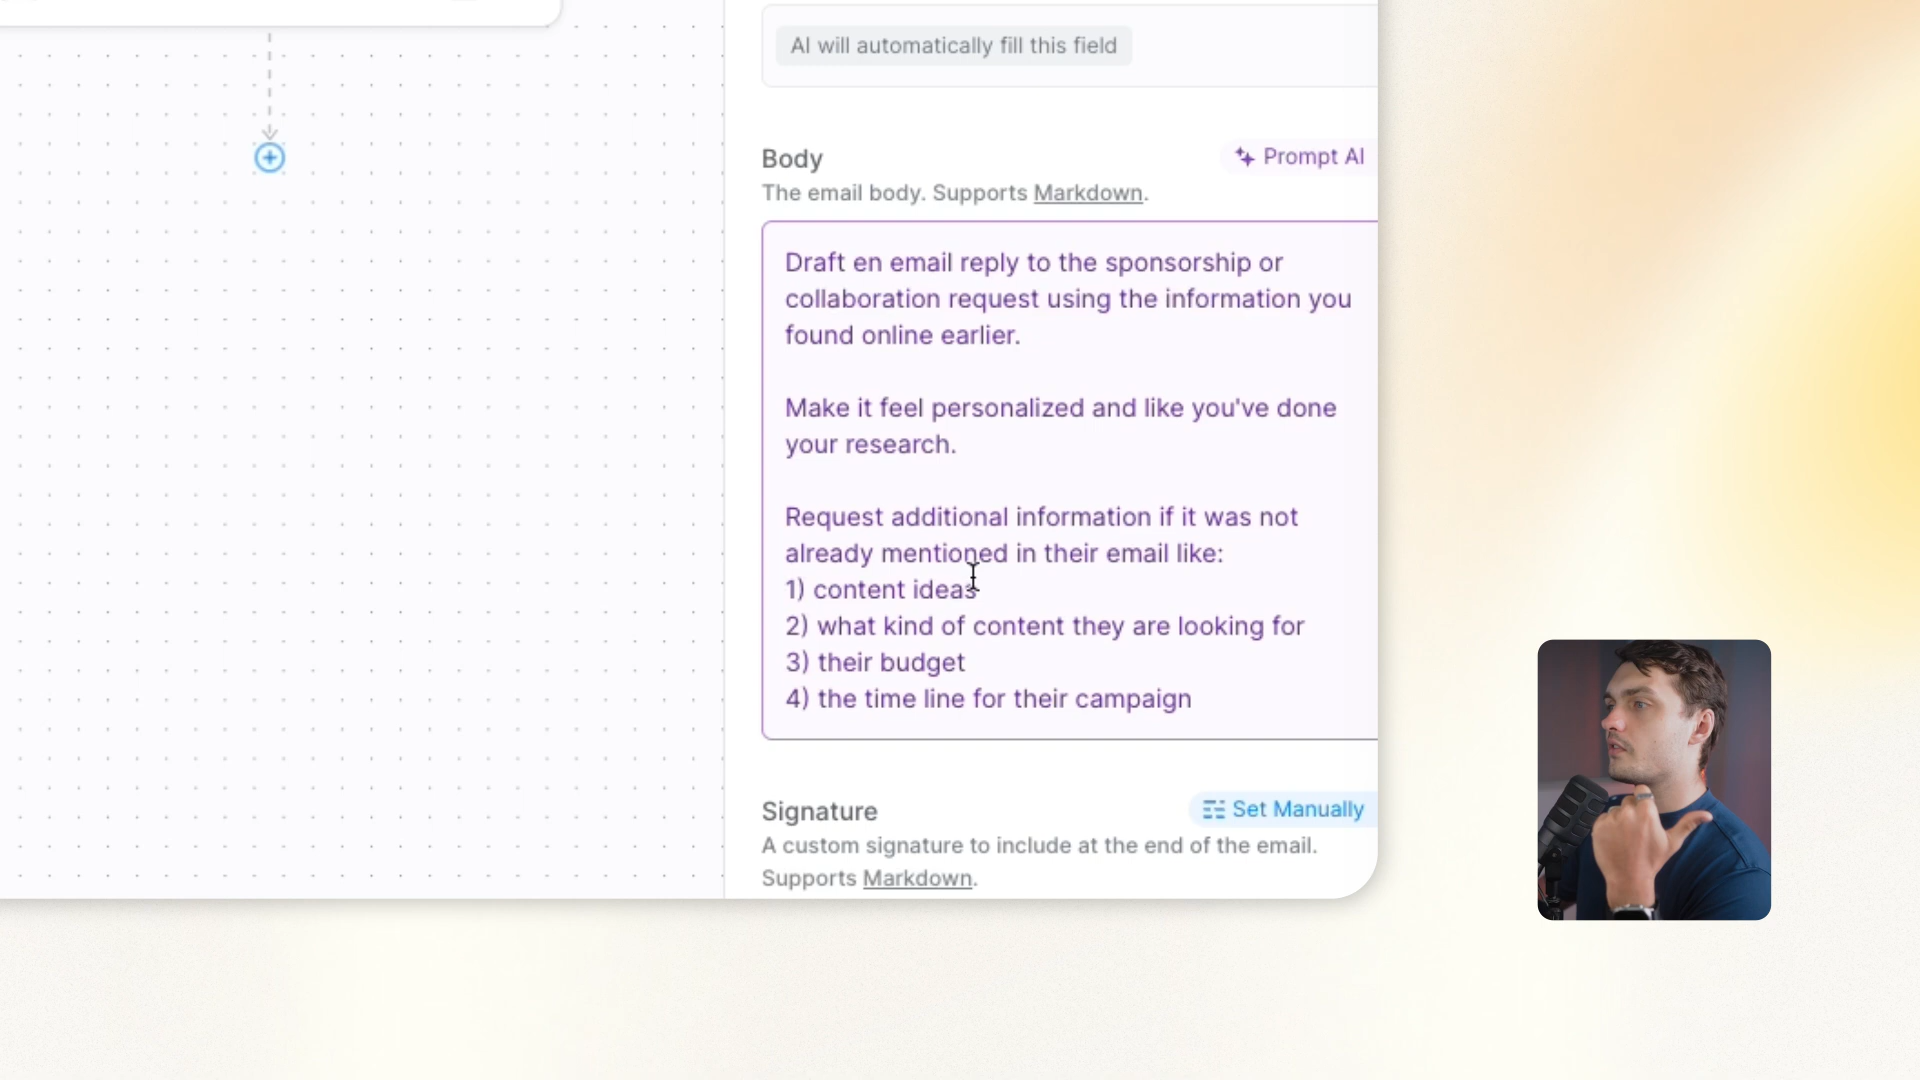 AI will automatically fill this field
Body
Prompt AI
The email body. Supports Markdown.
Draft en email reply to the sponsorship or
collaboration request using the information you
found online earlier.
Make it feel personalized and like you've done
your research.
Request additional information if it was not
already mentioned in their email like:
1) content ideas
2) what kind of content they are looking for
3) their budget
4) the time line for their campaign
Signature
Set Manually
A custom signature to include at the end of the email.
Supports Markdown.